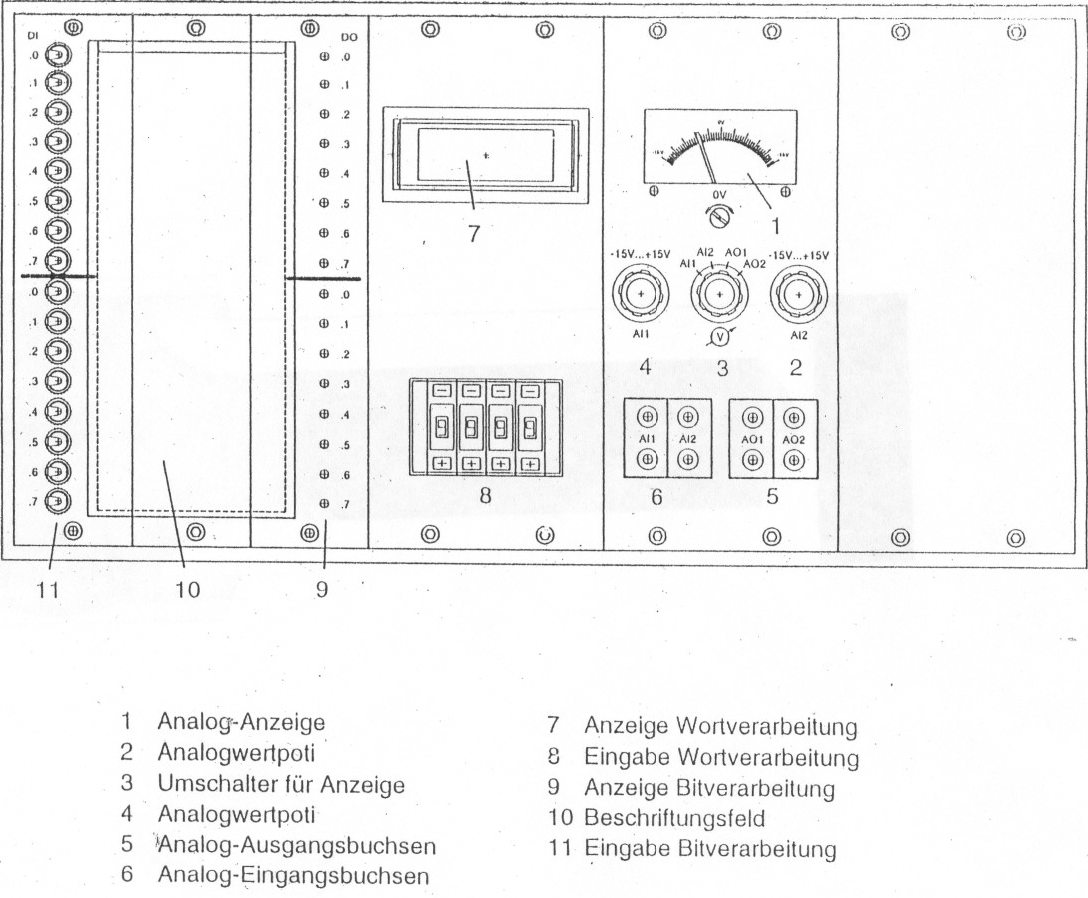 DI
DO
.0
.1
.2
.3
.4
.5
.6
.7
.0
.1
.2
.3
.4
.5
.6
.7
.0
.1
.2
.3
.4
.5
.6
.7
.0
.1
.2
.3
.4
.5
.6
.7
7
8
0V
1
-15V...+15V
AI1 AI2 AO1 AO2
-15V...+15V
AI1
V
AI2
4 3 2
AI1 AI2 AO1 AO2
6 5
11 10 9
1 Analog-Anzeige
2 Analogwertpoti
3 Umschalter für Anzeige
4 Analogwertpoti
5 Analog-Ausgangsbuchsen
6 Analog-Eingangsbuchsen
7 Anzeige Wortverarbeitung
8 Eingabe Wortverarbeitung
9 Anzeige Bitverarbeitung
10 Beschriftungsfeld
11 Eingabe Bitverarbeitung